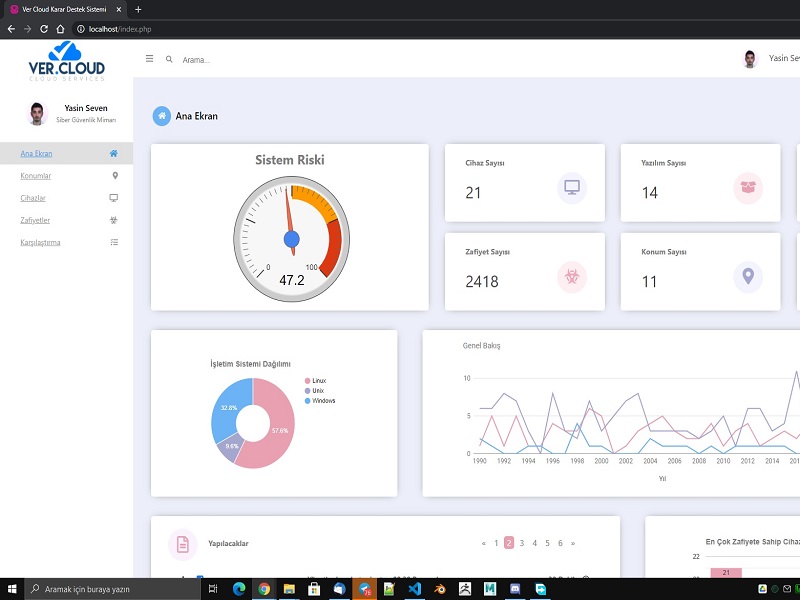 Ver Cloud Karar Destek Sistemi
localhost/index.php
VER.CLOUD
CLOUD SERVICES
Arama...
Yasin Sev
Yasin Seven
Siber Güvenlik Mimarı
Ana Ekran
Konumlar
Cihazlar
Zafiyetler
Karşılaştırma
Ana Ekran
Sistem Riski
0
100
47.2
Cihaz Sayısı
21
Yazılım Sayısı
14
Zafiyet Sayısı
2418
Konum Sayısı
11
İşletim Sistemi Dağılımı
Linux
Unix
Windows
32.8%
57.6%
9.6%
Genel Bakış
10
5
0
1990 1992 1994 1996 1998 2000 2002 2004 2006 2008 2010 2012 2014 201
Yıl
Yapılacaklar
« 1 2 3 4 5 6 »
En Çok Zafiyete Sahip Cihaz
22
21
Aramak için buraya yazın